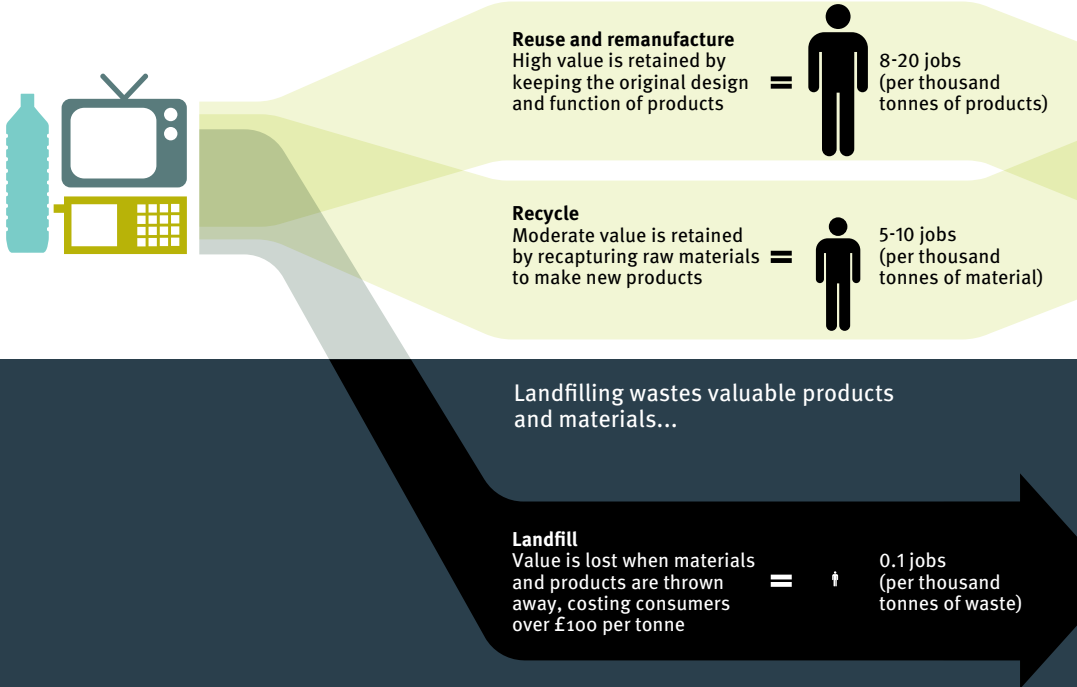 Reuse and remanufacture
High value is retained by
keeping the original design
and function of products
=
8-20 jobs
(per thousand
tonnes of products)
Recycle
Moderate value is retained
by recapturing raw materials
to make new products
=
5-10 jobs
(per thousand
tonnes of material)
Landfilling wastes valuable products
and materials...
Landfill
Value is lost when materials
and products are thrown
away, costing consumers
over £100 per tonne
=
0.1 jobs
(per thousand
tonnes of waste)